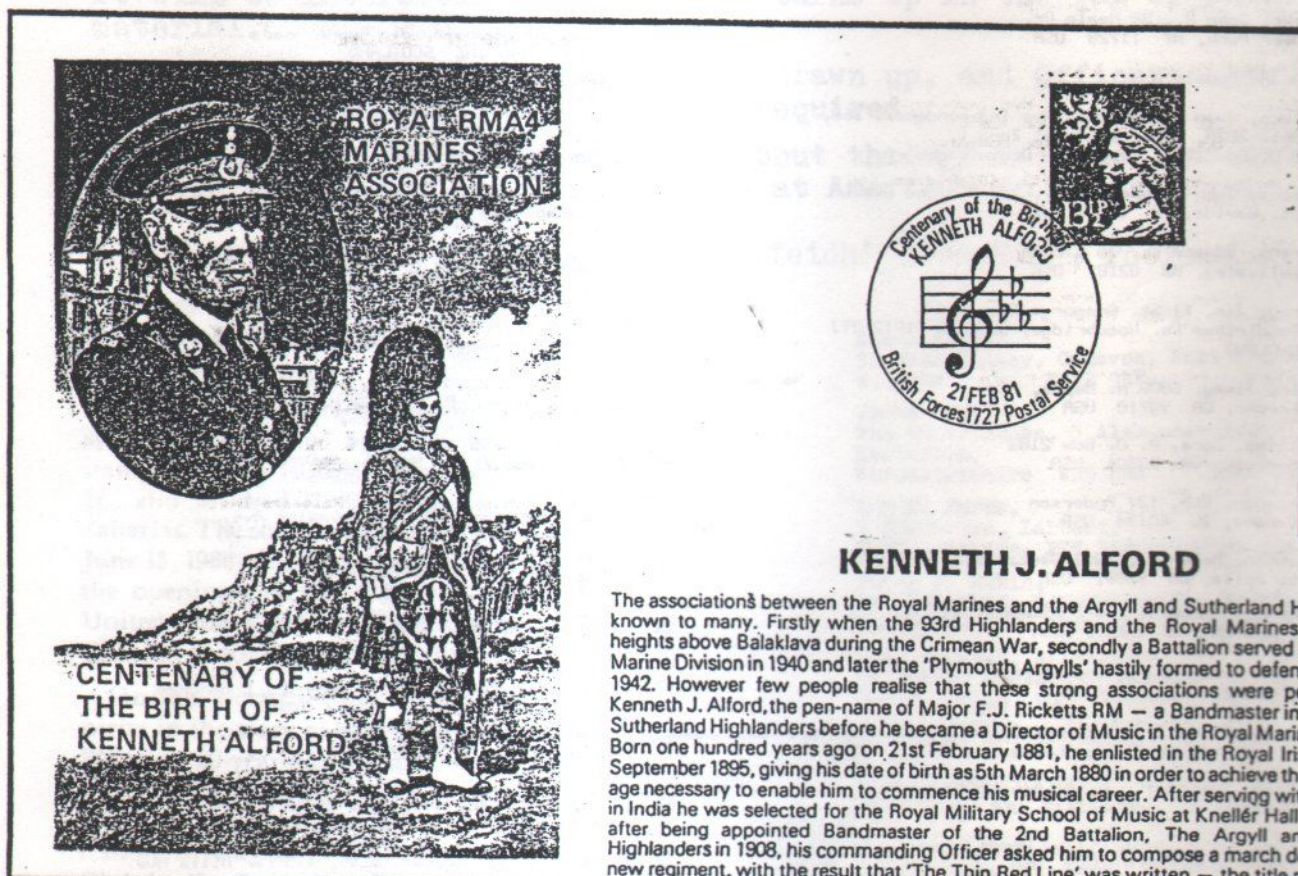 ROYAL RMA4
MARINES
ASSOCIATION
CENTENARY OF
THE BIRTH OF
KENNETH ALFORD
13½P
Centenary of the Birth of
KENNETH ALFORD
21 FEB 81
British Forces 1727 Postal Service
KENNETH J. ALFORD
The associations between the Royal Marines and the Argyll and Sutherland H
known to many. Firstly when the 93rd Highlanders and the Royal Marines
heights above Balaklava during the Crimean War, secondly a Battalion served
Marine Division in 1940 and later the 'Plymouth Argylls' hastily formed to defen
1942. However few people realise that these strong associations were pe
Kenneth J. Alford, the pen-name of Major F.J. Ricketts RM — a Bandmaster in
Sutherland Highlanders before he became a Director of Music in the Royal Marin
Born one hundred years ago on 21st February 1881, he enlisted in the Royal Iri
September 1895, giving his date of birth as 5th March 1880 in order to achieve th
age necessary to enable him to commence his musical career. After serving wit
in India he was selected for the Royal Military School of Music at Kneller Hall
after being appointed Bandmaster of the 2nd Battalion, The Argyll an
Highlanders in 1908, his commanding Officer asked him to compose a march de
new regiment, with the result that 'The Thin Red Line' was written — the title